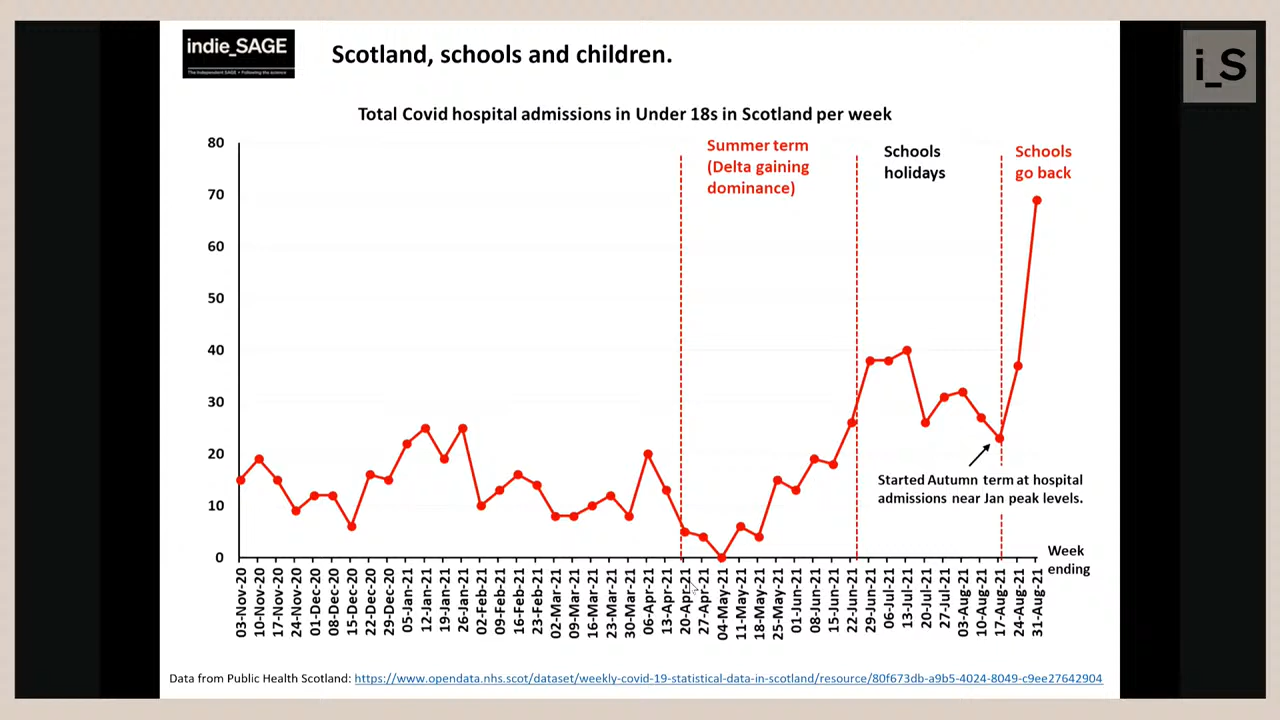 indie_SAGE
The Independent SAGE • Following the science
Scotland, schools and children.
i_S
Total Covid hospital admissions in Under 18s in Scotland per week
80
70
60
50
40
30
20
10
0
Summer term
(Delta gaining
dominance)
Schools
holidays
Schools
go back
Started Autumn term at hospital
admissions near Jan peak levels.
Week
ending
03-Nov-20
10-Nov-20
17-Nov-20
24-Nov-20
01-Dec-20
08-Dec-20
15-Dec-20
22-Dec-20
29-Dec-20
05-Jan-21
12-Jan-21
19-Jan-21
26-Jan-21
02-Feb-21
09-Feb-21
16-Feb-21
23-Feb-21
02-Mar-21
09-Mar-21
16-Mar-21
23-Mar-21
30-Mar-21
06-Apr-21
13-Apr-21
20-Apr-21
27-Apr-21
04-May-21
11-May-21
18-May-21
25-May-21
01-Jun-21
08-Jun-21
15-Jun-21
22-Jun-21
29-Jun-21
06-Jul-21
13-Jul-21
20-Jul-21
27-Jul-21
03-Aug-21
10-Aug-21
17-Aug-21
24-Aug-21
31-Aug-21
Data from Public Health Scotland: https://www.opendata.nhs.scot/dataset/weekly-covid-19-statistical-data-in-scotland/resource/80f673db-a9b5-4024-8049-c9ee27642904